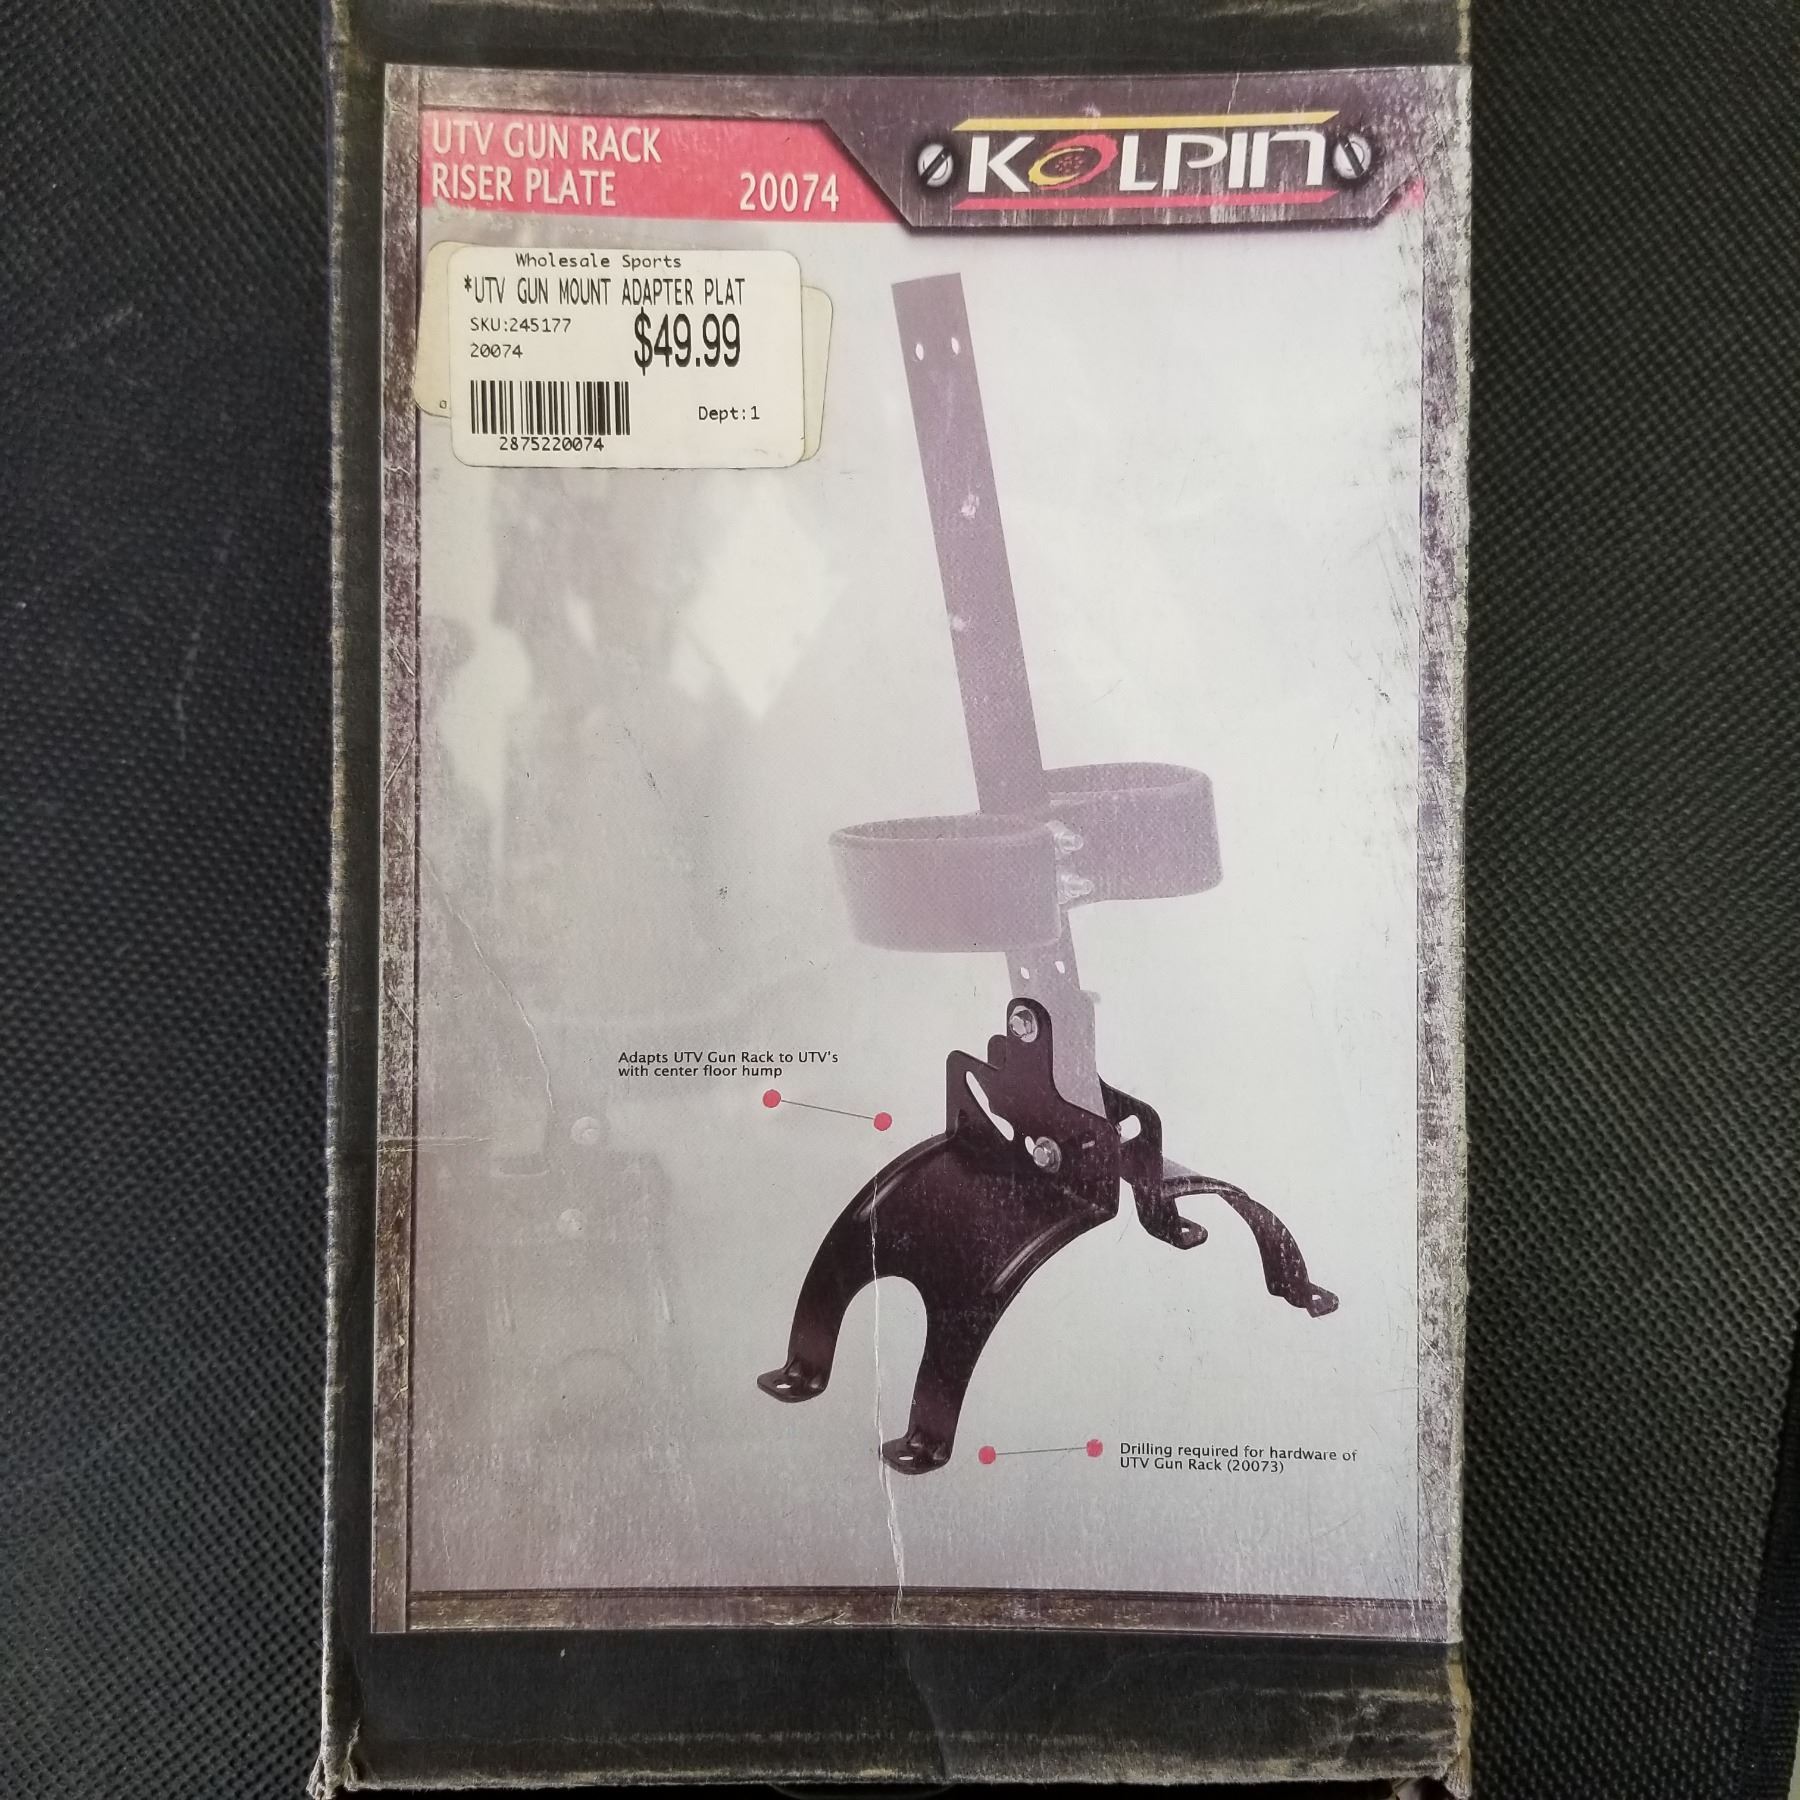 UTV GUN RACK
RISER PLATE 20074
KOLPIN
Wholesale Sports
*UTV GUN MOUNT ADAPTER PLAT
SKU:245177
$49.99
20074
Dept:1
2875220074
Adapts UTV Gun Rack to UTV's
with center floor hump
Drilling required for hardware of
UTV Gun Rack (20073)